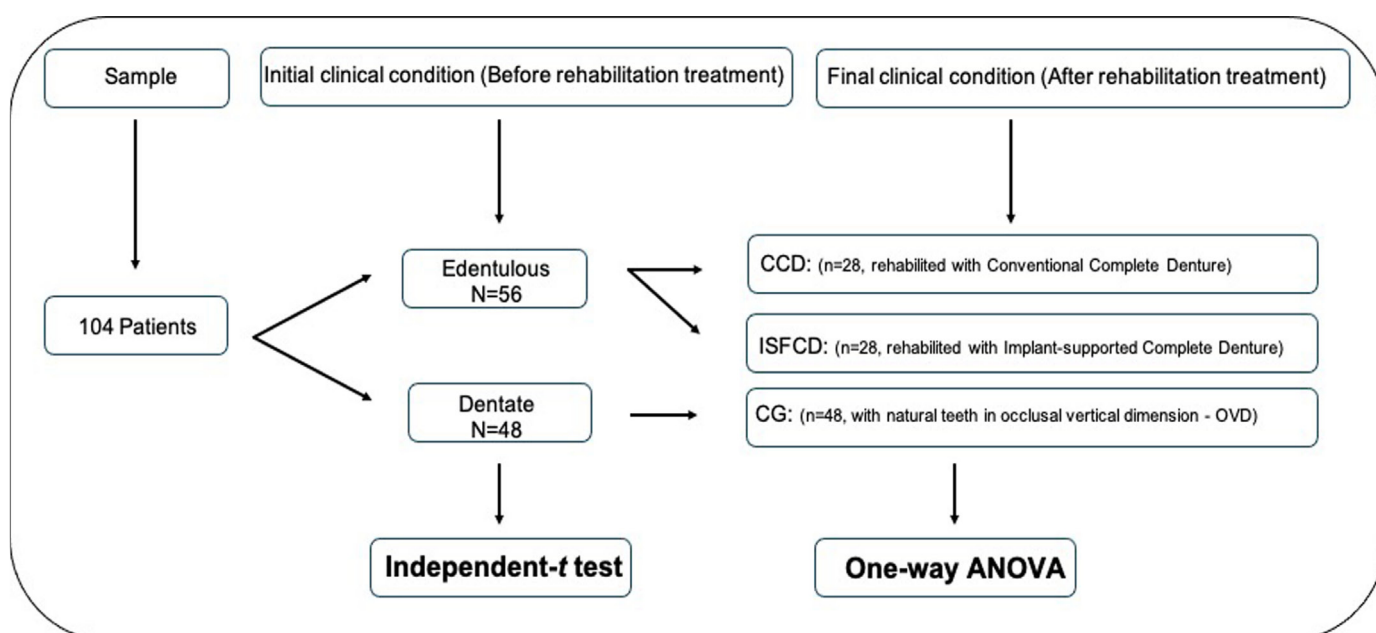 Sample
Initial clinical condition (Before rehabilitation treatment)
Final clinical condition (After rehabilitation treatment)
104 Patients
Edentulous
N=56
Dentate
N=48
CCD: (n=28, rehabilited with Conventional Complete Denture)
ISFCD: (n=28, rehabilited with Implant-supported Complete Denture)
CG: (n=48, with natural teeth in occlusal vertical dimension - OVD)
Independent-t test
One-way ANOVA